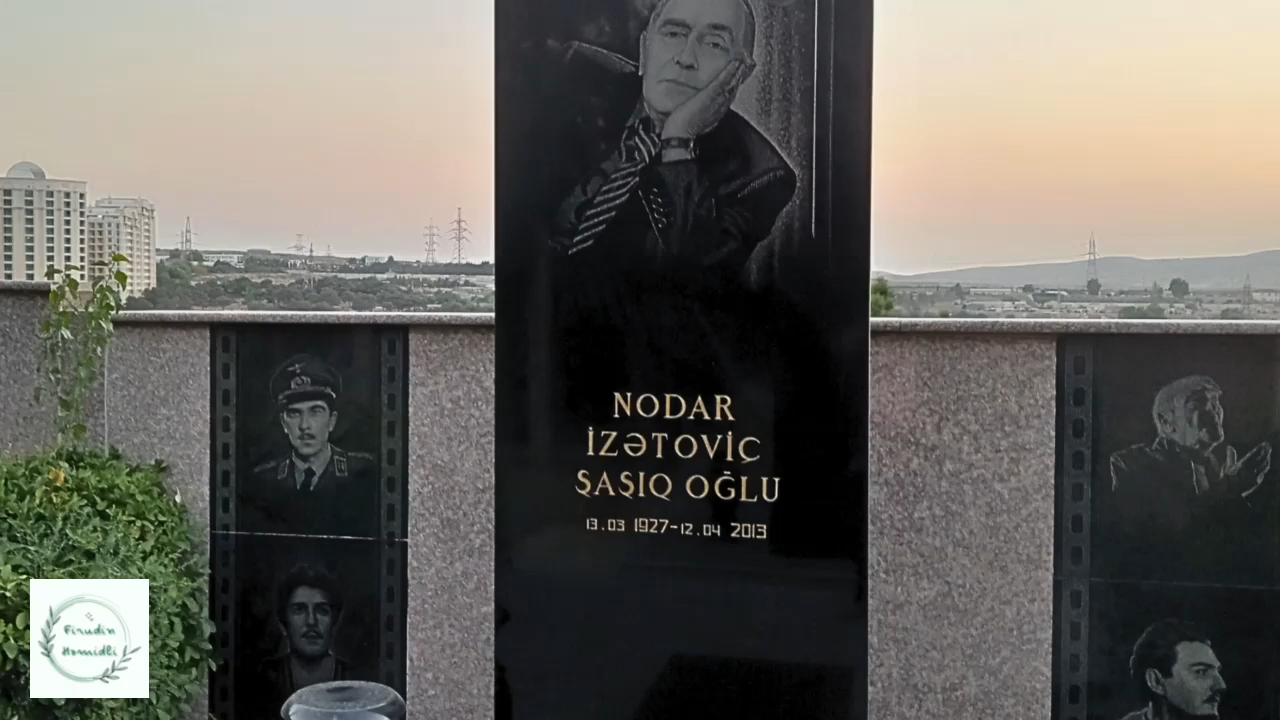 NODAR
İZƏTOVİÇ
ŞAŞIQ OĞLU
13.03 1927-12.04 2013
Firudin
Həmidli